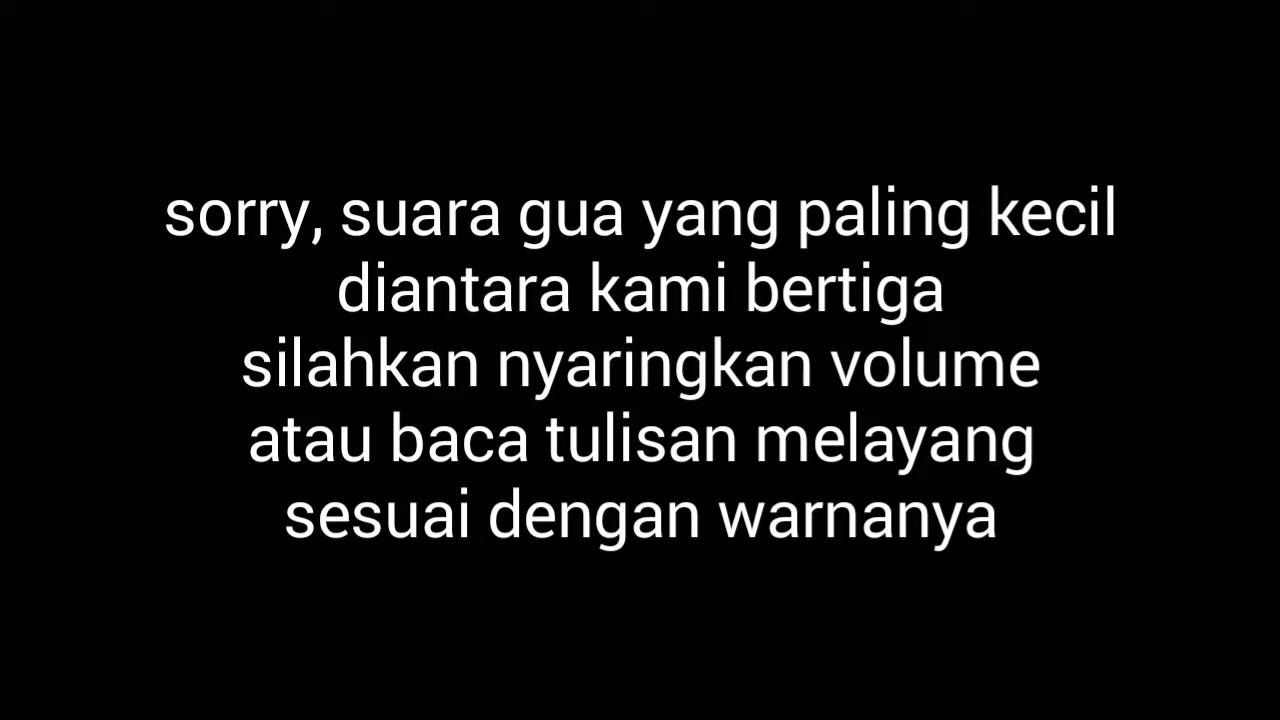 sorry, suara gua yang paling kecil
diantara kami bertiga
silahkan nyaringkan volume
atau baca tulisan melayang
sesuai dengan warnanya